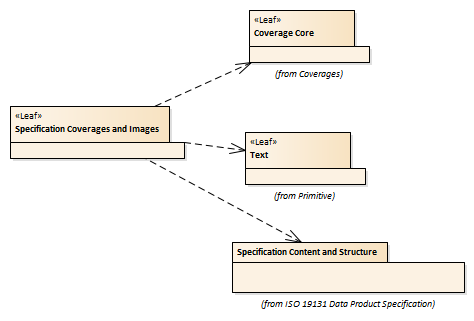 «Leaf»
Coverage Core
(from Coverages)
«Leaf»
Specification Coverages and Images
«Leaf»
Text
(from Primitive)
Specification Content and Structure
(from ISO 19131 Data Product Specification)